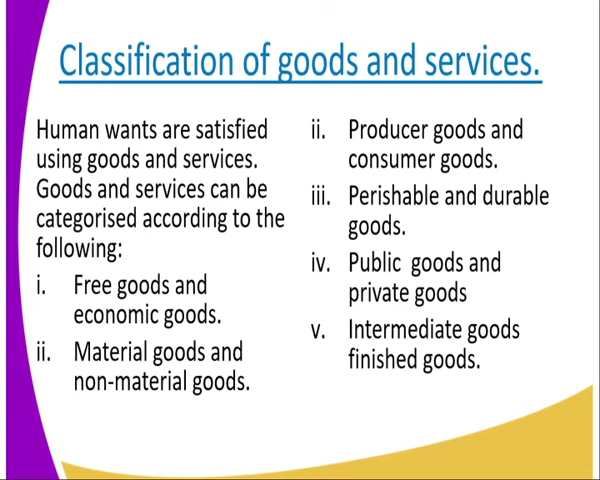 Classification of goods and services.
Human wants are satisfied
using goods and services.
Goods and services can be
categorised according to the
following:
i. Free goods and
economic goods.
ii. Material goods and
non-material goods.
ii. Producer goods and
consumer goods.
iii. Perishable and durable
goods.
iv. Public goods and
private goods
v. Intermediate goods
finished goods.